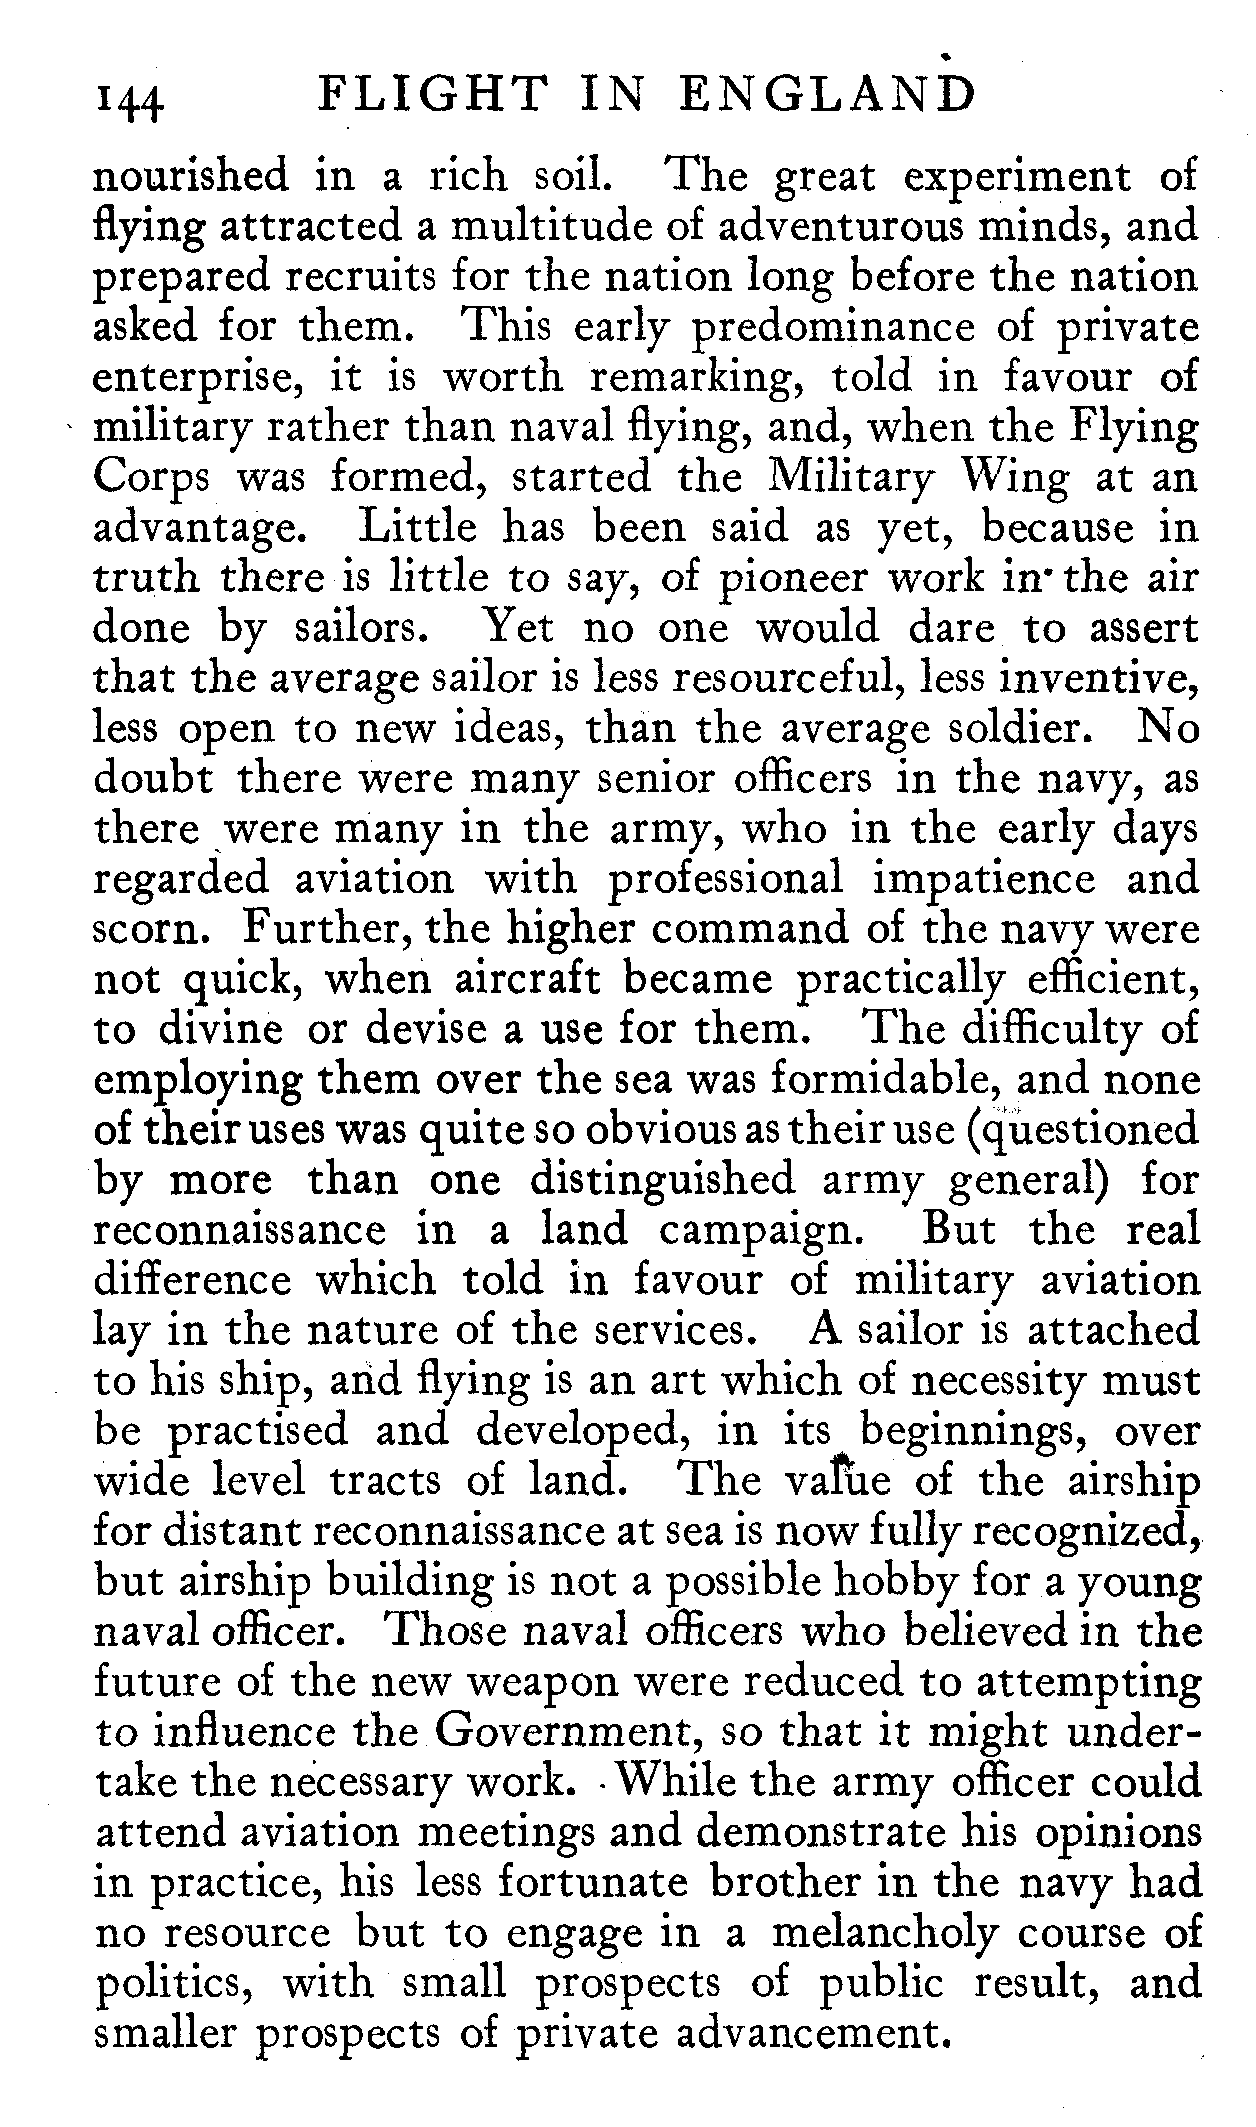 144 FLIGHT IN ENGLAND
nourished in a rich soil. The great experiment of
flying attracted a multitude of adventurous minds, and
prepared recruits for the nation long before the nation
asked for them. This early predominance of private
enterprise, it is worth remarking, told in favour of
military rather than naval flying, and, when the Flying
Corps was formed, started the Military Wing at an
advantage. Little has been said as yet, because in
truth there is little to say, of pioneer work in the air
done by sailors. Yet no one would dare to assert
that the average sailor is less resourceful, less inventive,
less open to new ideas, than the average soldier. No
doubt there were many senior officers in the navy, as
there were many in the army, who in the early days
regarded aviation with professional impatience and
scorn. Further, the higher command of the navy were
not quick, when aircraft became practically efficient,
to divine or devise a use for them. The difficulty of
employing them over the sea was formidable, and none
of their uses was quite so obvious as their use (questioned
by more than one distinguished army general) for
reconnaissance in a land campaign. But the real
difference which told in favour of military aviation
lay in the nature of the services. A sailor is attached
to his ship, and flying is an art which of necessity must
be practised and developed, in its beginnings, over
wide level tracts of land. The value of the airship
for distant reconnaissance at sea is now fully recognized,
but airship building is not a possible hobby for a young
naval officer. Those naval officers who believed in the
future of the new weapon were reduced to attempting
to influence the Government, so that it might under-
take the necessary work. While the army officer could
attend aviation meetings and demonstrate his opinions
in practice, his less fortunate brother in the navy had
no resource but to engage in a melancholy course of
politics, with small prospects of public result, and
smaller prospects of private advancement.